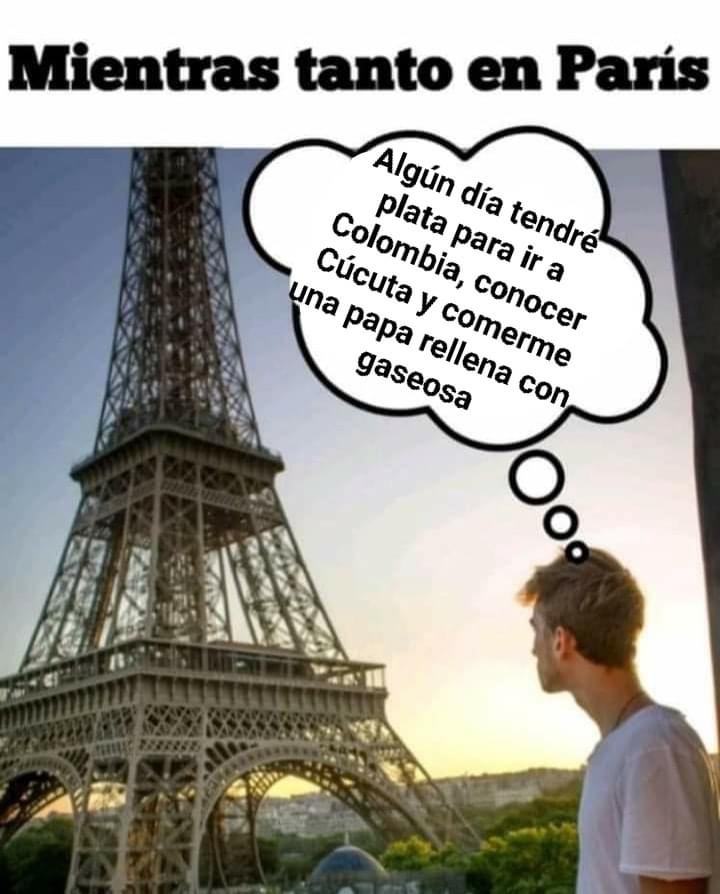 Mientras tanto en París
Algún día tendré
plata para ir a
Colombia, conocer
Cúcuta y comerme
una papa rellena con
gaseosa